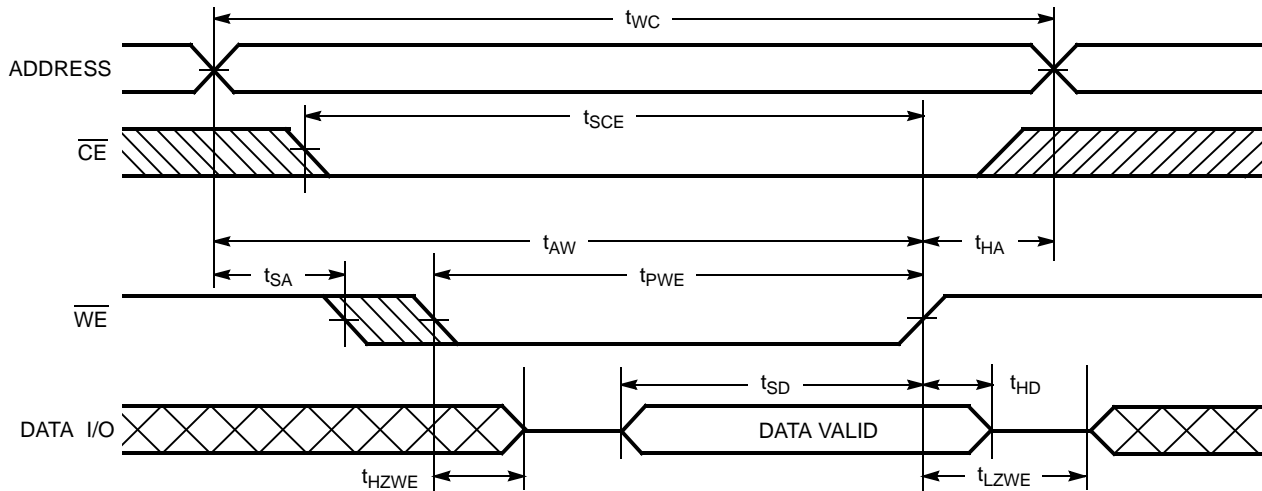 tWC
ADDRESS
tSCE
CE
tAW
tHA
tSA
tPWE
WE
tSD
tHD
DATA I/O
DATA VALID
tHZWE
tLZWE